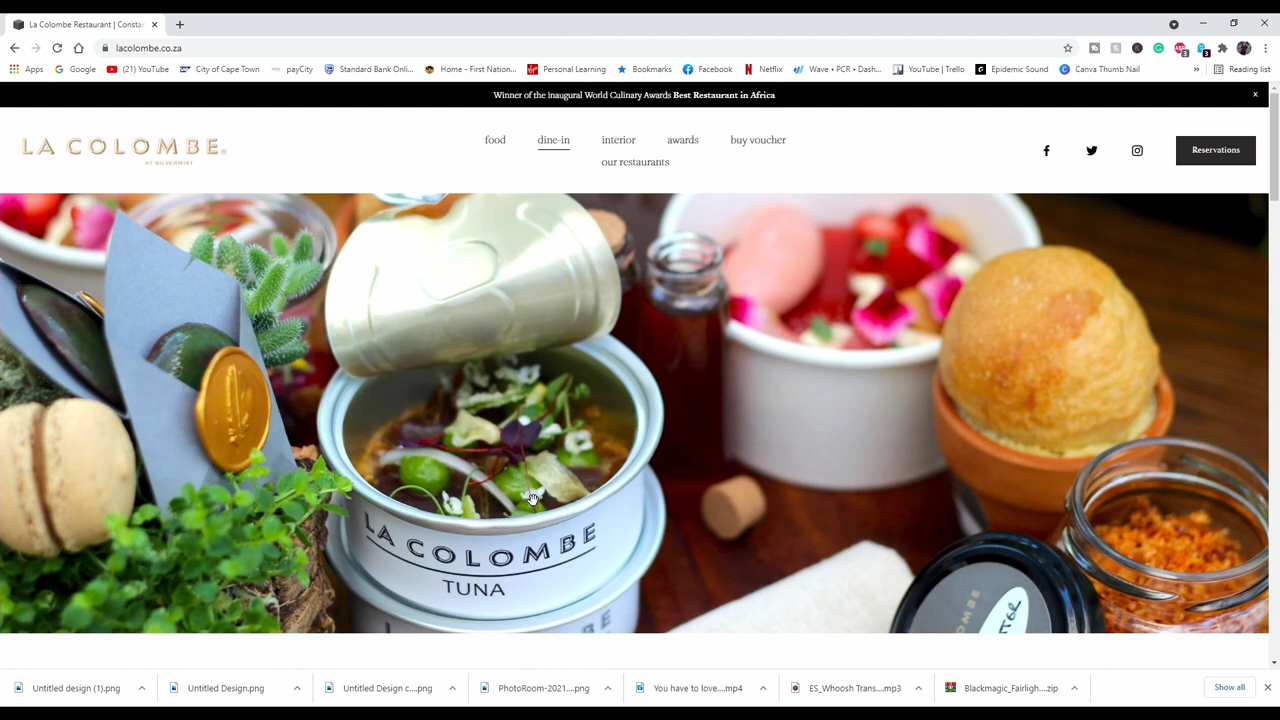 La Colombe Restaurant | Consta
lacolombe.co.za
Apps Google (21) YouTube City of Cape Town payCity Standard Bank Onli... Home - First Nation... Personal Learning Bookmarks Facebook Netflix Wave • PCR • Dash... YouTube | Trello Epidemic Sound Canva Thumb Nail » Reading list
Winner of the inaugural World Culinary Awards Best Restaurant in Africa x
LA COLOMBE
AT SILVERMIST
food dine-in interior awards buy voucher
our restaurants
Reservations
LA COLOMBE
TUNA
Untitled design (1).png Untitled Design.png Untitled Design c....png PhotoRoom-2021....png You have to love....mp4 ES_Whoosh Trans....mp3 Blackmagic_Fairligh....zip Show all